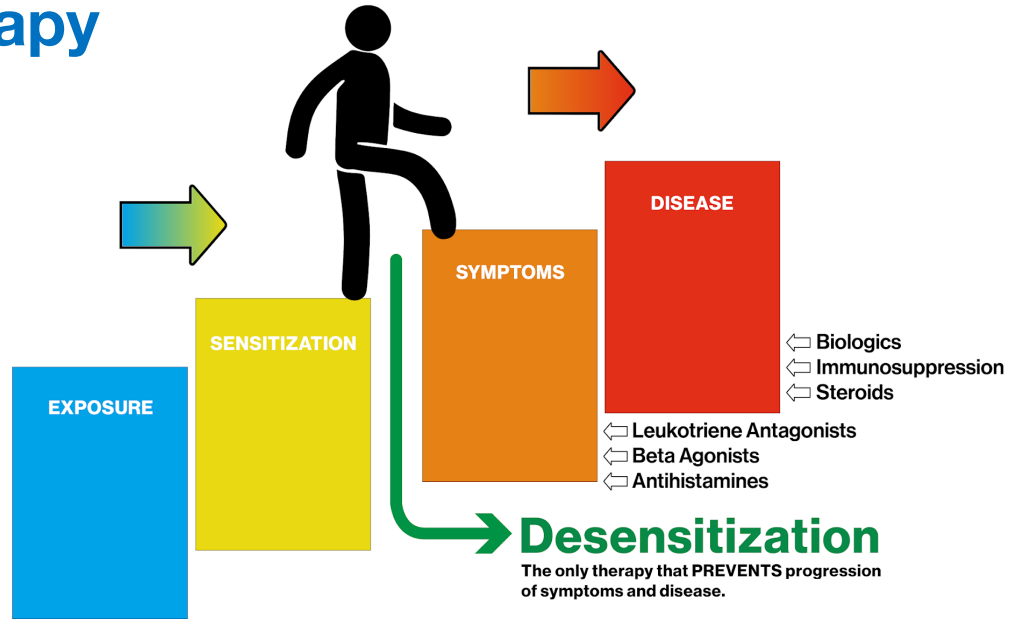 apy
DISEASE
SYMPTOMS
SENSITIZATION
EXPOSURE
Biologics
Immunosuppression
Steroids
Leukotriene Antagonists
Beta Agonists
Antihistamines
Desensitization
The only therapy that PREVENTS progression
of symptoms and disease.